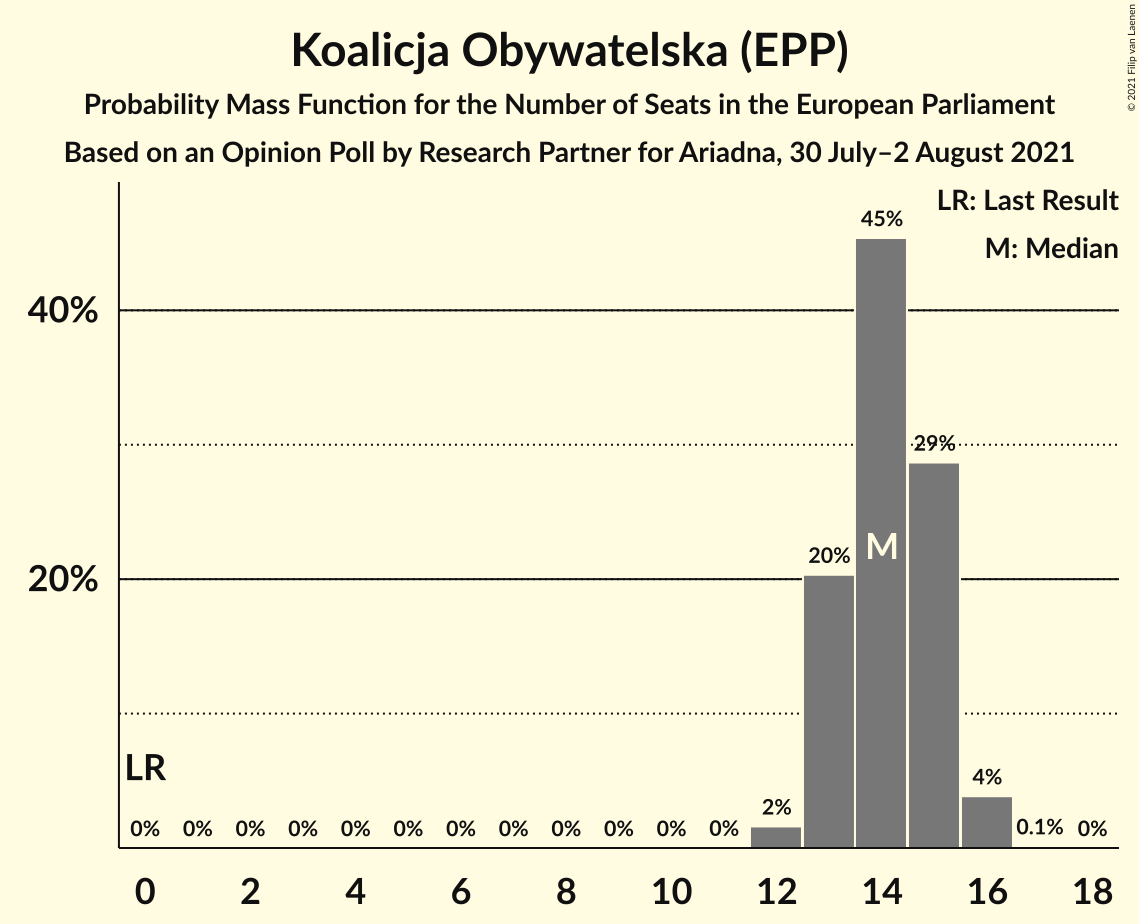 © 2021 Filip van Laenen
Koalicja Obywatelska (EPP)
Probability Mass Function for the Number of Seats in the European Parliament
Based on an Opinion Poll by Research Partner for Ariadna, 30 July–2 August 2021
LR: Last Result
M: Median
45%
40%
29%
20%
M
20%
LR
4%
2%
0% 0% 0% 0% 0% 0% 0% 0% 0% 0% 0% 0% 0.1% 0%
0 2 4 6 8 10 12 14 16 18